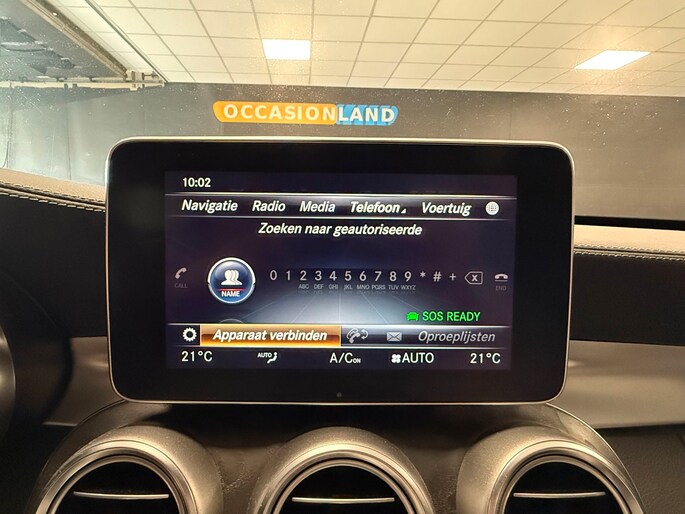 OCCASIONLAND
10:02
Navigatie Radio Media Telefoon Voertuig
Zoeken naar geautoriseerde
0 1 2 3 4 5 6 7 8 9 * # +
ABC DEF GHI JKL MNO PQRS TUV WXYZ
CALL
NAME
END
SOS READY
Apparaat verbinden Oproeplijsten
21°C AUTO A/C ON AUTO 21°C